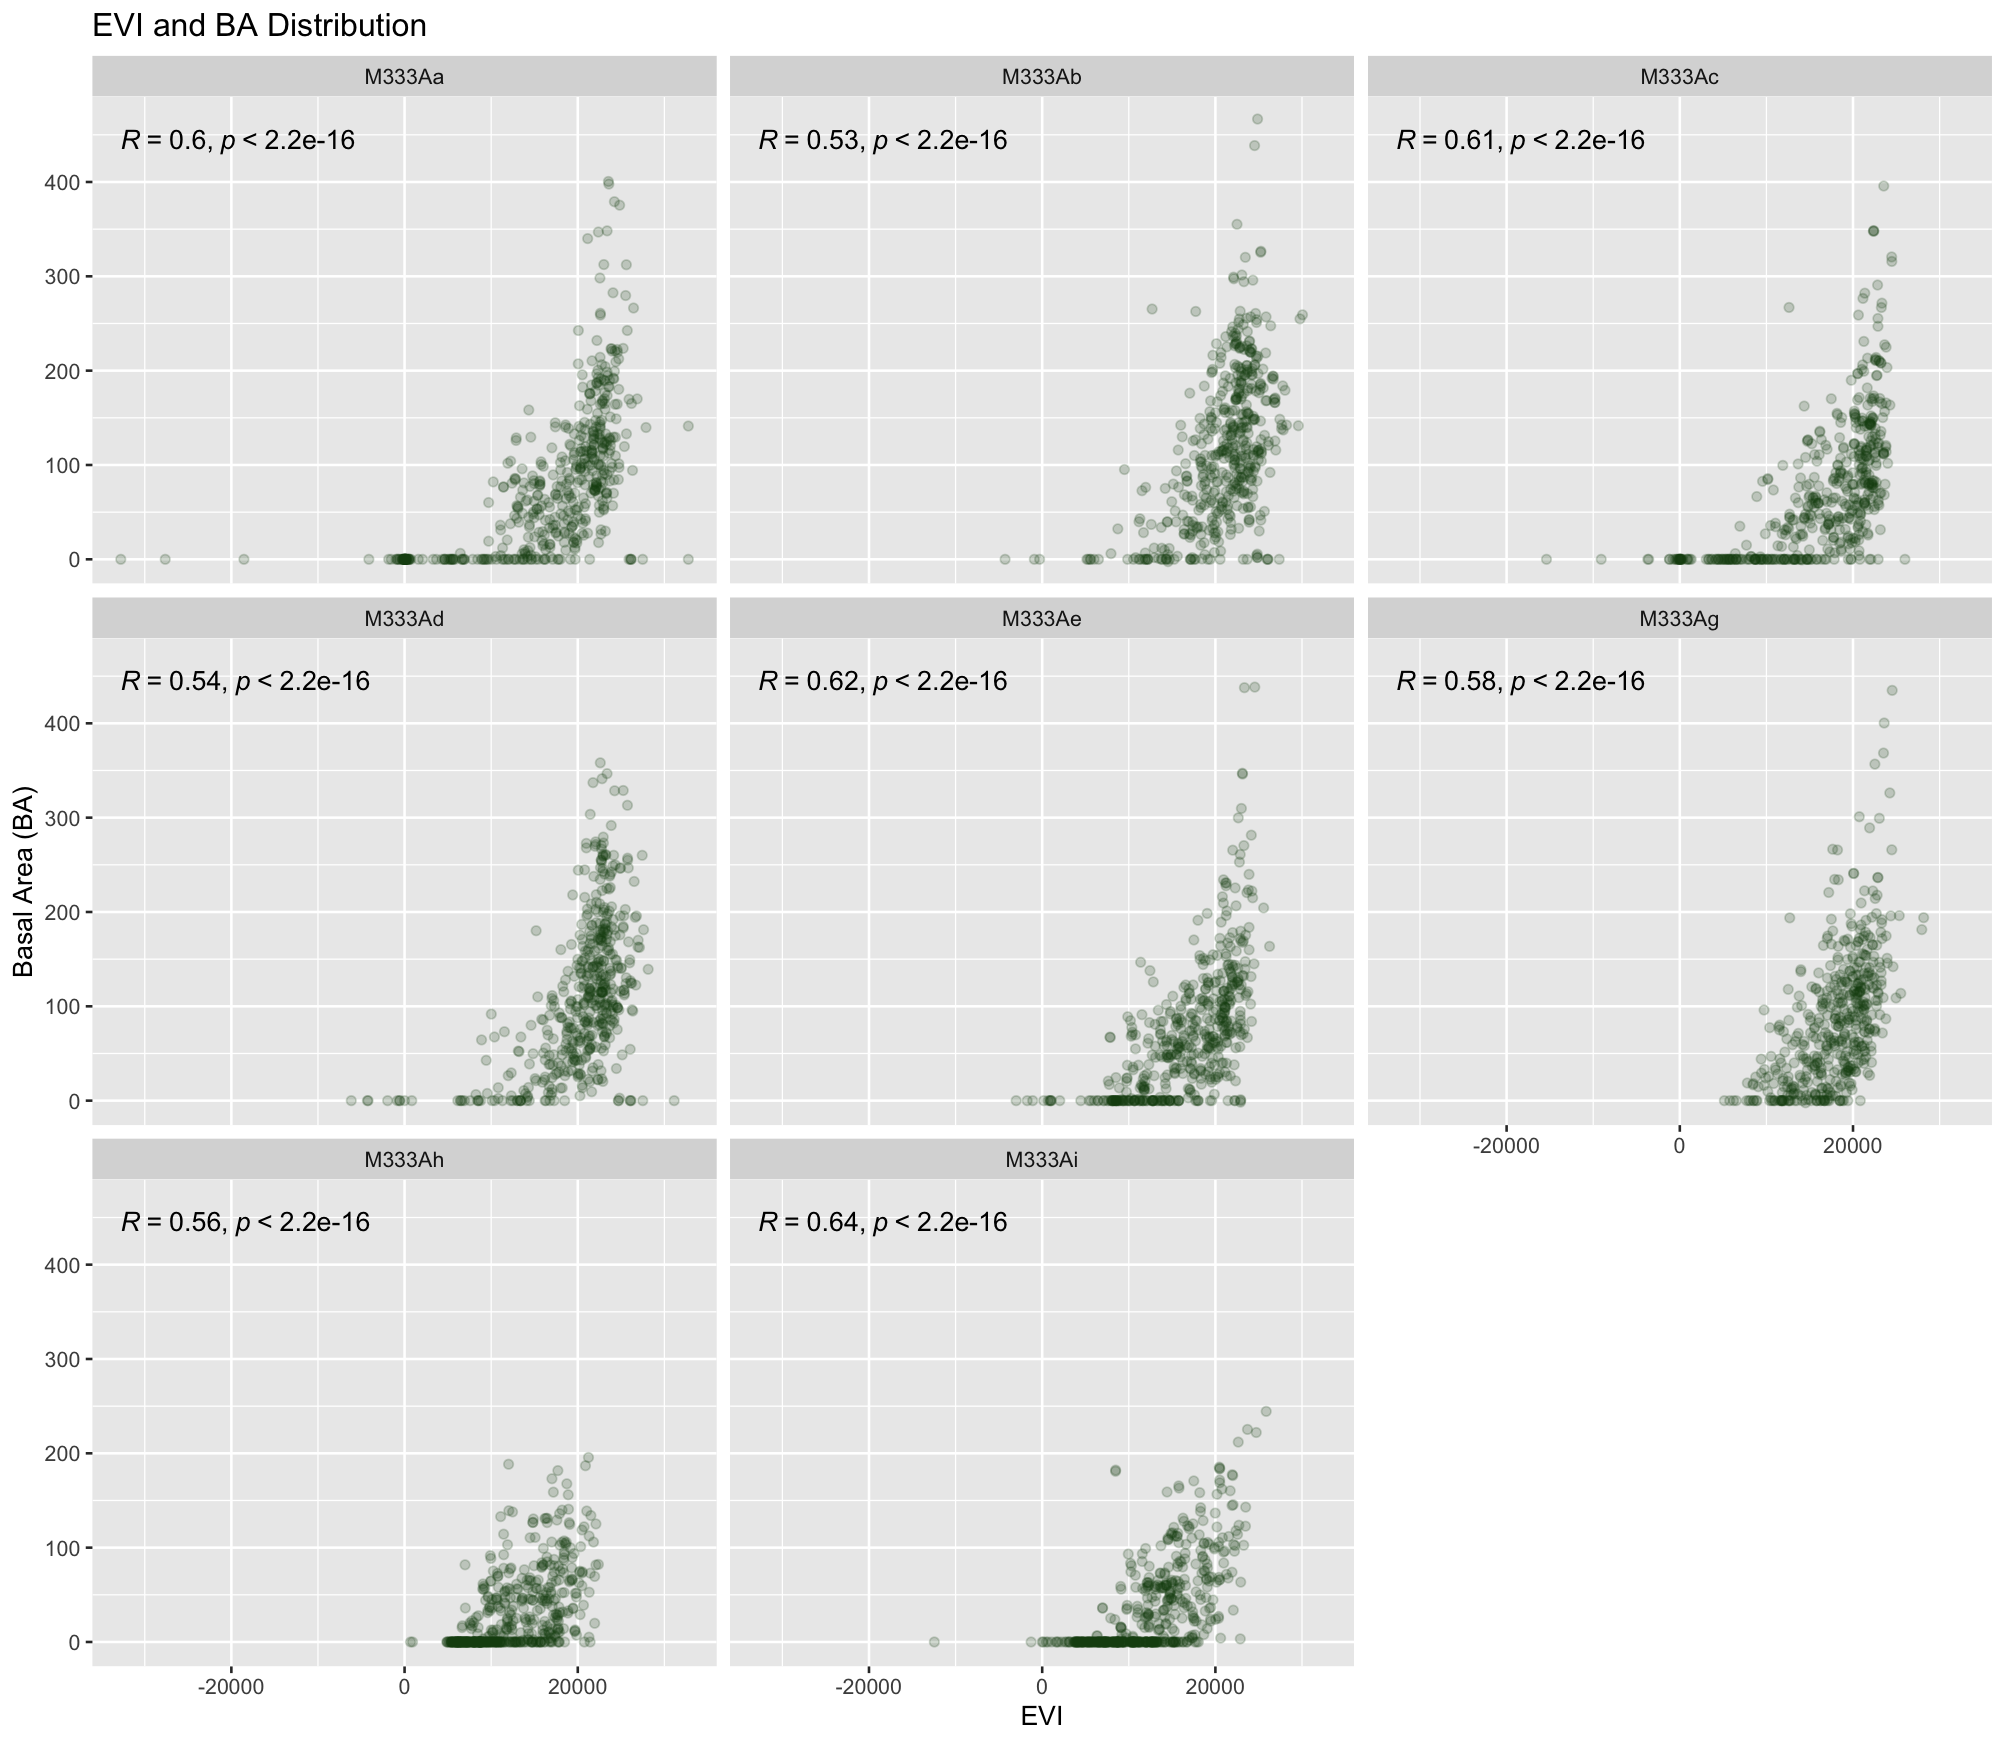 EVI and BA Distribution
M333Aa M333Ab M333Ac
R = 0.6, p < 2.2e-16 R = 0.53, p < 2.2e-16 R = 0.61, p < 2.2e-16
400
300
200
100
0
M333Ad M333Ae M333Ag
R = 0.54, p < 2.2e-16 R = 0.62, p < 2.2e-16 R = 0.58, p < 2.2e-16
400
300
200
100
0
Basal Area (BA)
-20000 0 20000
M333Ah M333Ai
R = 0.56, p < 2.2e-16 R = 0.64, p < 2.2e-16
400
300
200
100
0
-20000 0 20000 -20000 0 20000
EVI